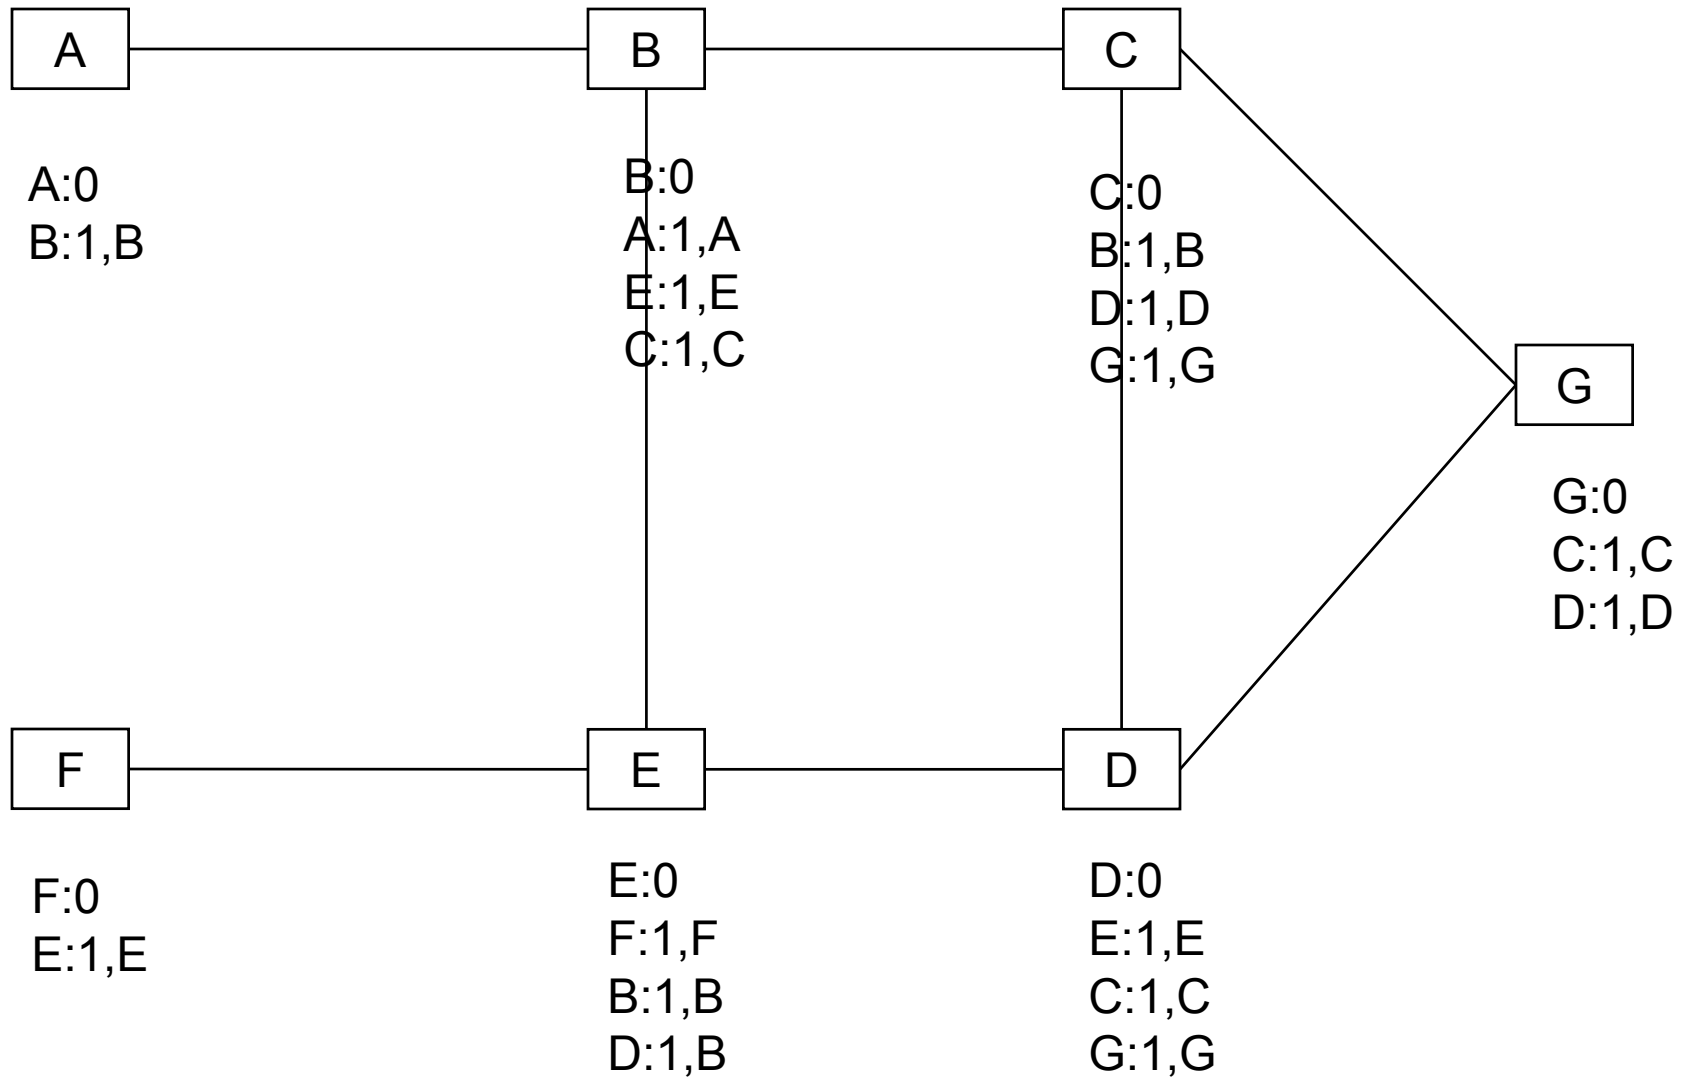 A
B
C
A:0
B:1,B
B:0
A:1,A
E:1,E
C:1,C
C:0
B:1,B
D:1,D
G:1,G
G
G:0
C:1,C
D:1,D
F
E
D
F:0
E:1,E
E:0
F:1,F
B:1,B
D:1,B
D:0
E:1,E
C:1,C
G:1,G